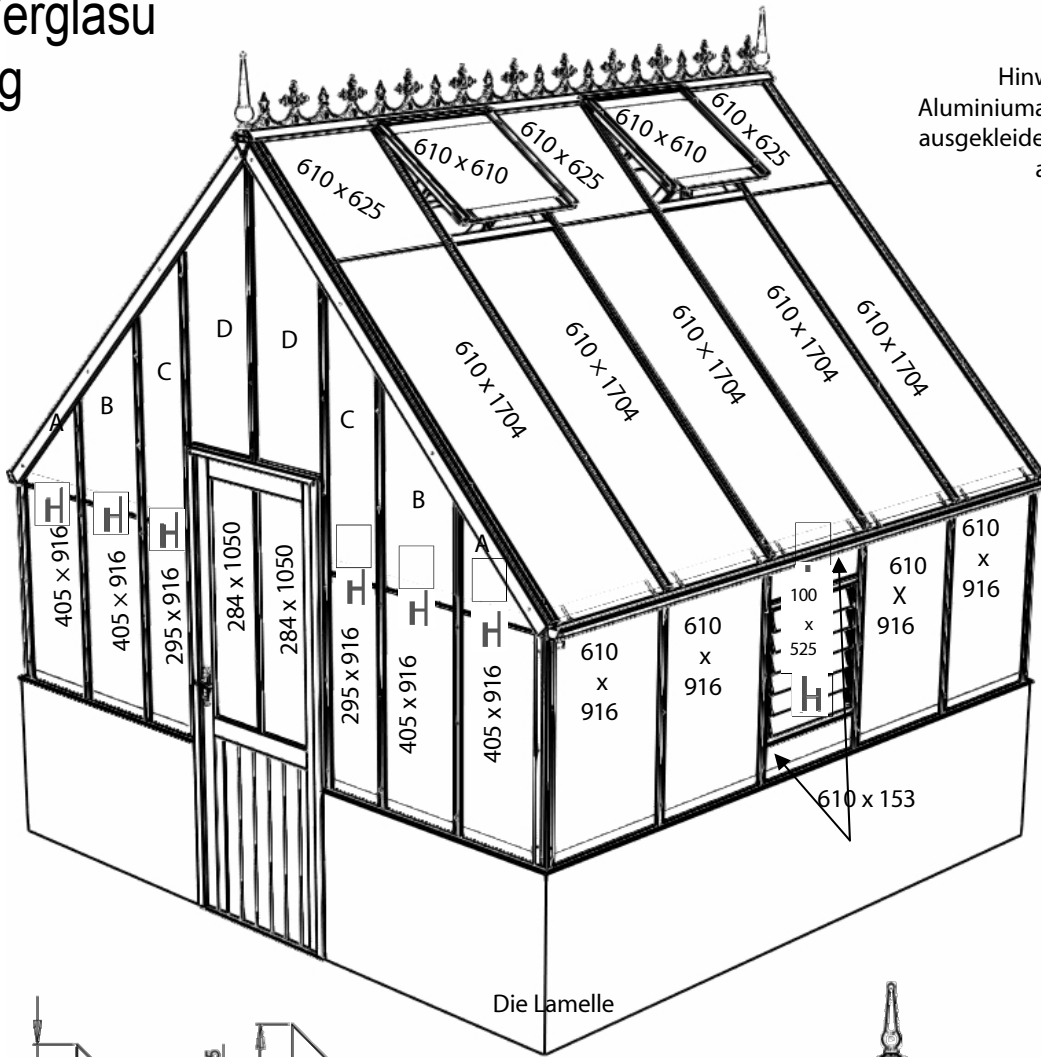 erglasu
g
Hinw
Aluminiuma
ausgekleide
a
610 x 625
610 x 610
610 x 625
610 x 610
610 x 625
610 x 1704
610 x 1704
610 x 1704
610 x 1704
610 x 1704
A
B
C
D
D
C
B
A
405 x 916
405 x 916
295 x 916
284 x 1050
284 x 1050
295 x 916
405 x 916
405 x 916
610
x
916
610
x
916
100
x
525
610
X
916
610
x
916
610 x 153
Die Lamelle